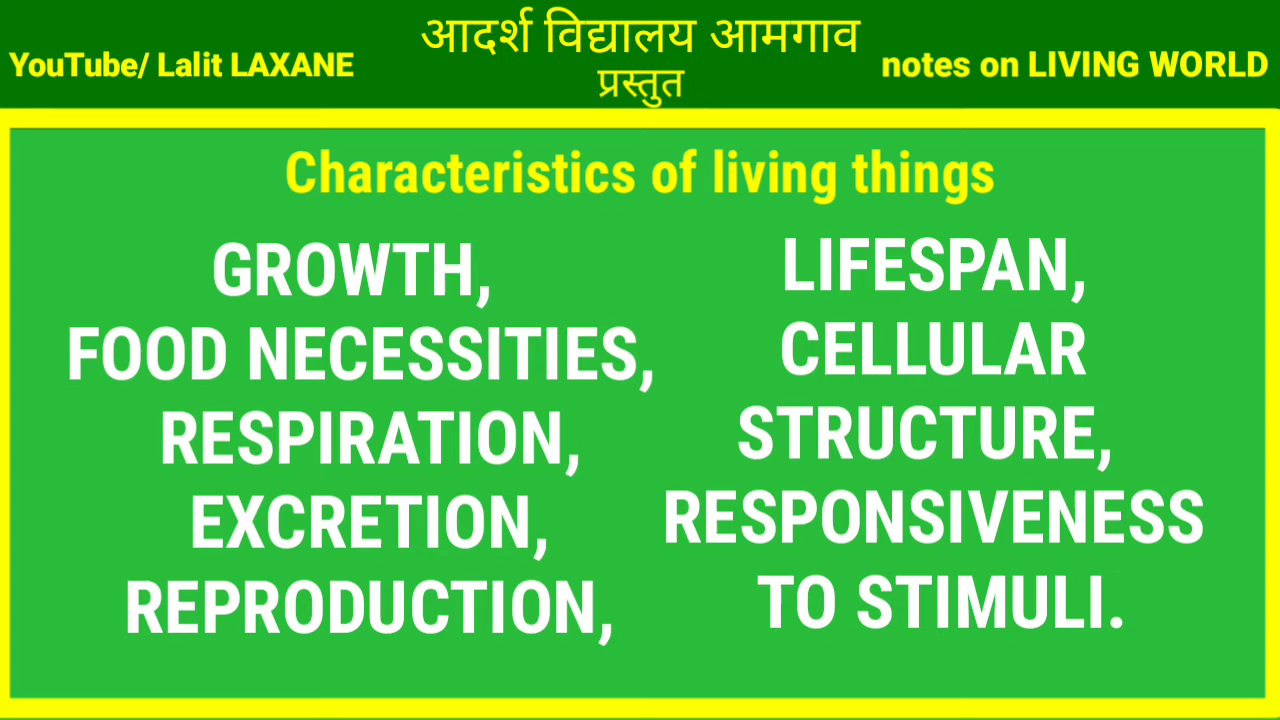 आदर्श विद्यालय आमगाव
प्रस्तुत
YouTube/ Lalit LAXANE
notes on LIVING WORLD
Characteristics of living things
GROWTH,
FOOD NECESSITIES,
RESPIRATION,
EXCRETION,
REPRODUCTION,
LIFESPAN,
CELLULAR
STRUCTURE,
RESPONSIVENESS
TO STIMULI.